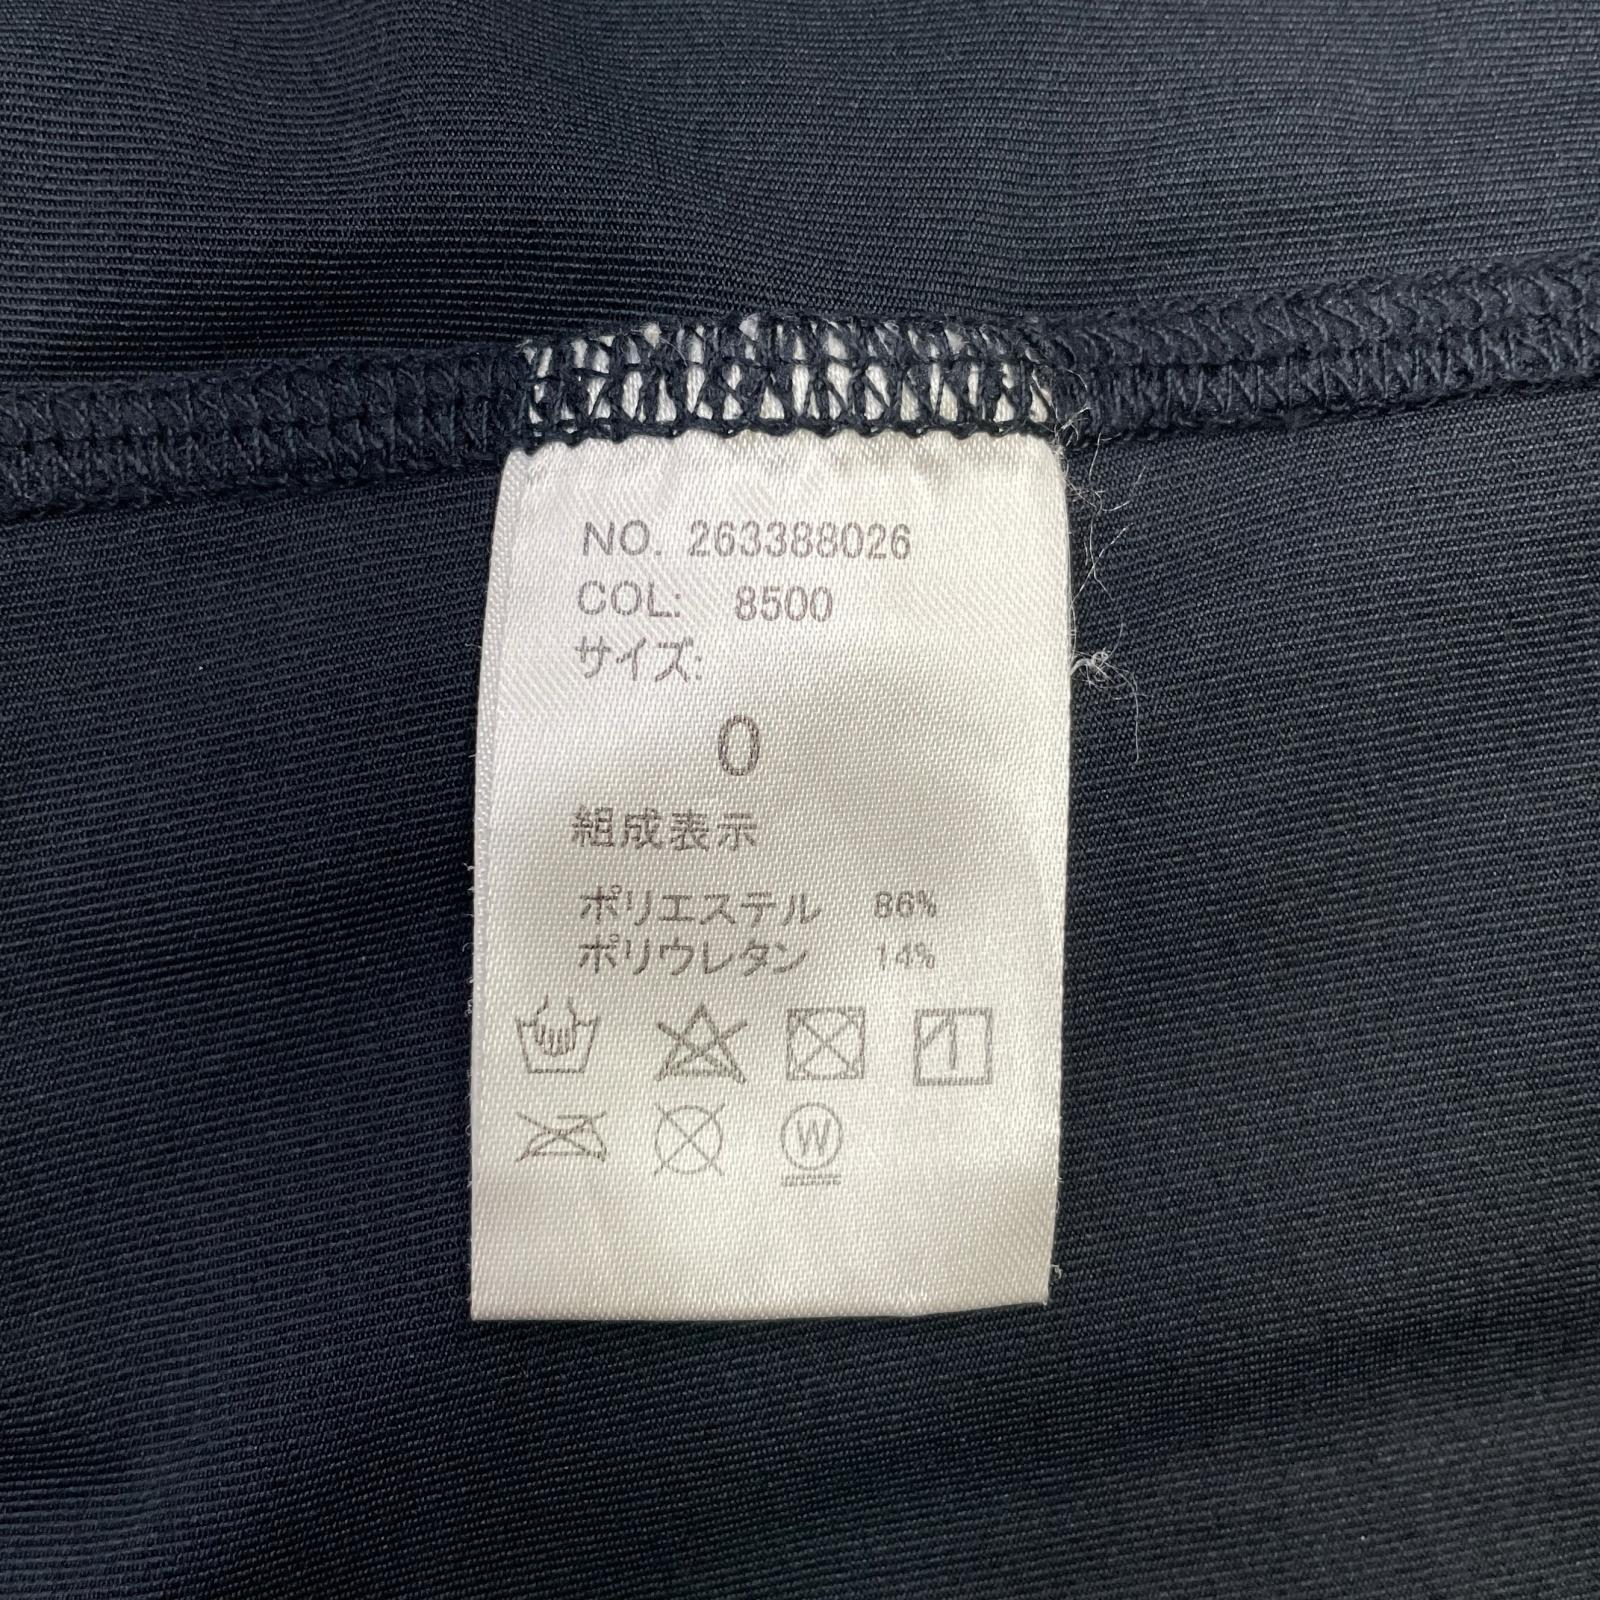 NO. 263388026
COL: 8500
サイズ:
0
組成表示
ポリエステル 86%
ポリウレタン 14%
W